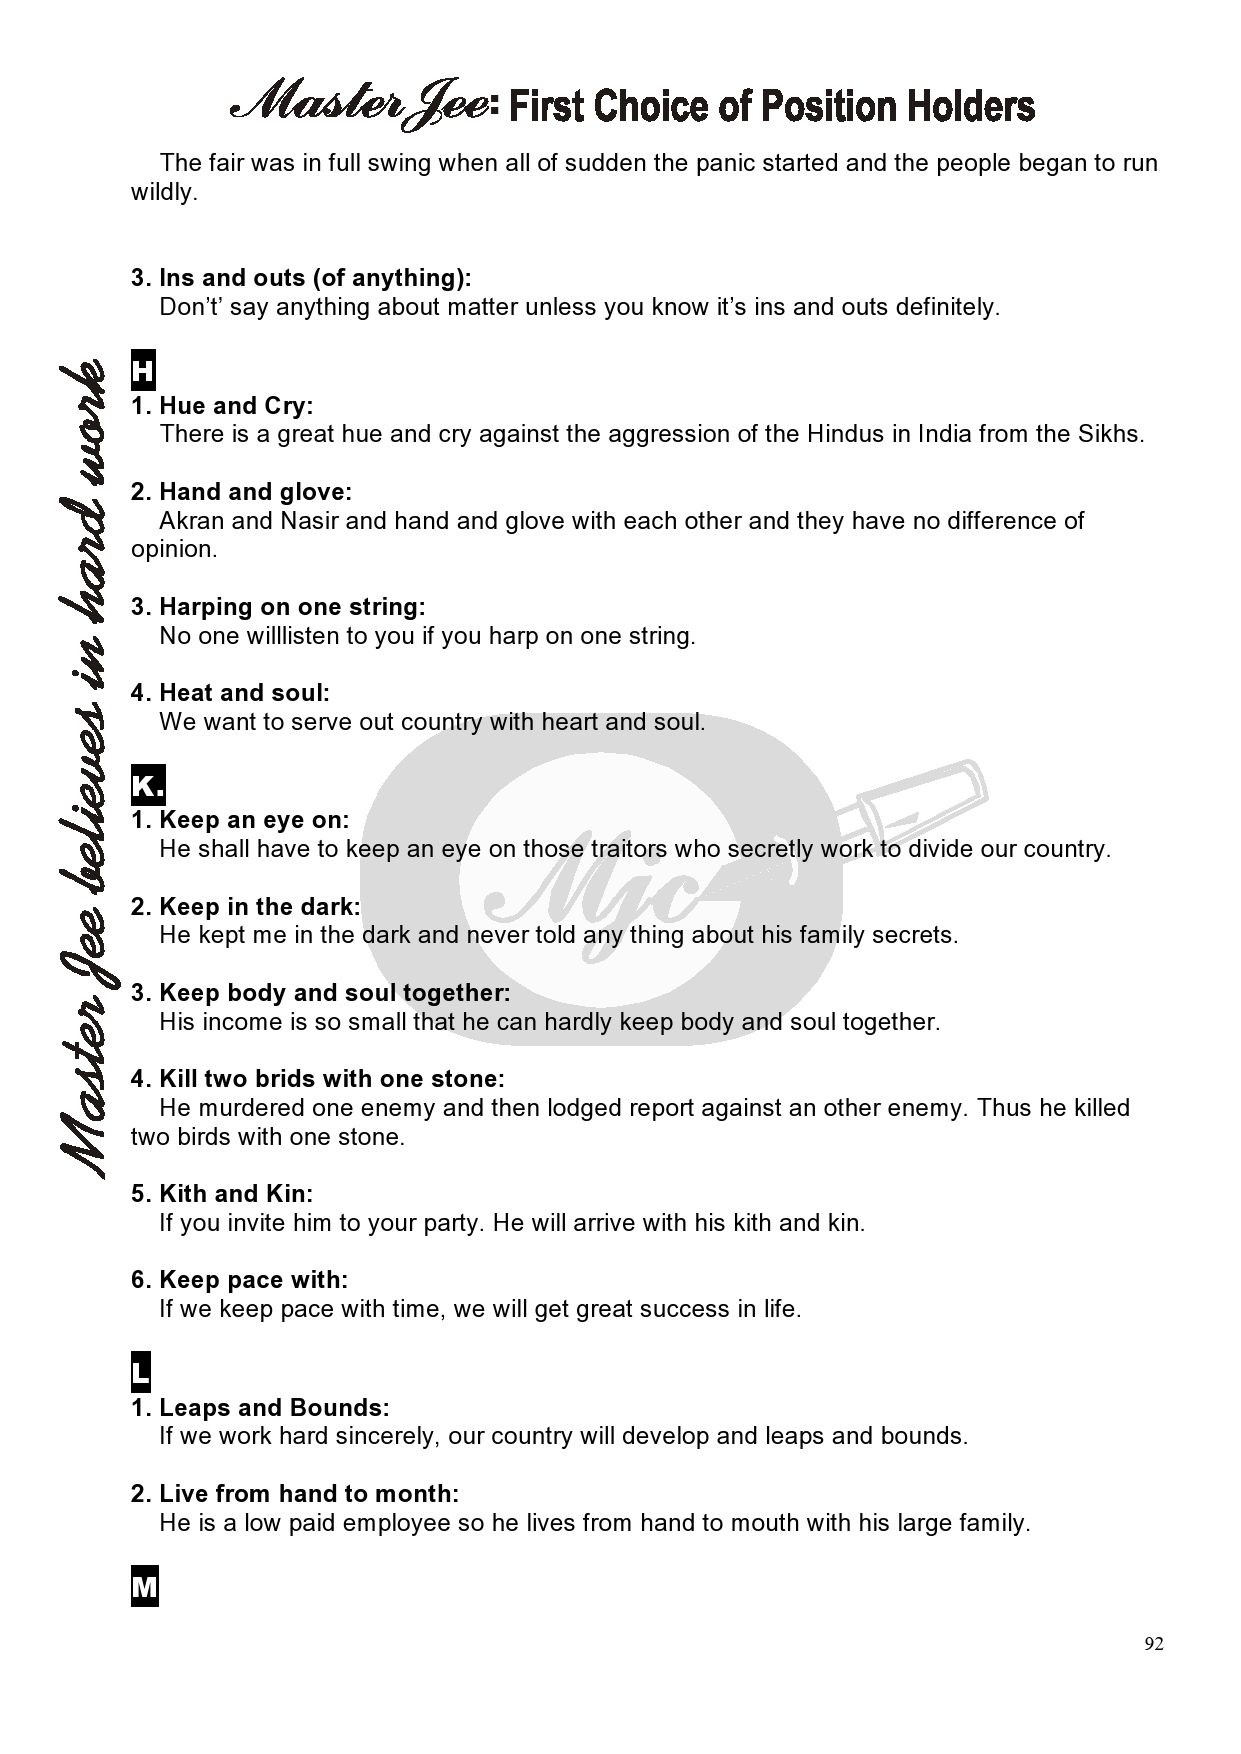 Master Jee: First Choice of Position Holders
The fair was in full swing when all of sudden the panic started and the people began to run
wildly.
3. Ins and outs (of anything):
Don’t’ say anything about matter unless you know it’s ins and outs definitely.
H
1. Hue and Cry:
There is a great hue and cry against the aggression of the Hindus in India from the Sikhs.
2. Hand and glove:
Akran and Nasir and hand and glove with each other and they have no difference of
opinion.
3. Harping on one string:
No one willlisten to you if you harp on one string.
4. Heat and soul:
We want to serve out country with heart and soul.
K.
1. Keep an eye on:
He shall have to keep an eye on those traitors who secretly work to divide our country.
2. Keep in the dark:
He kept me in the dark and never told any thing about his family secrets.
3. Keep body and soul together:
His income is so small that he can hardly keep body and soul together.
4. Kill two brids with one stone:
He murdered one enemy and then lodged report against an other enemy. Thus he killed
two birds with one stone.
5. Kith and Kin:
If you invite him to your party. He will arrive with his kith and kin.
6. Keep pace with:
If we keep pace with time, we will get great success in life.
L
1. Leaps and Bounds:
If we work hard sincerely, our country will develop and leaps and bounds.
2. Live from hand to month:
He is a low paid employee so he lives from hand to mouth with his large family.
M
92
Master Jee believes in hard work
Mjc